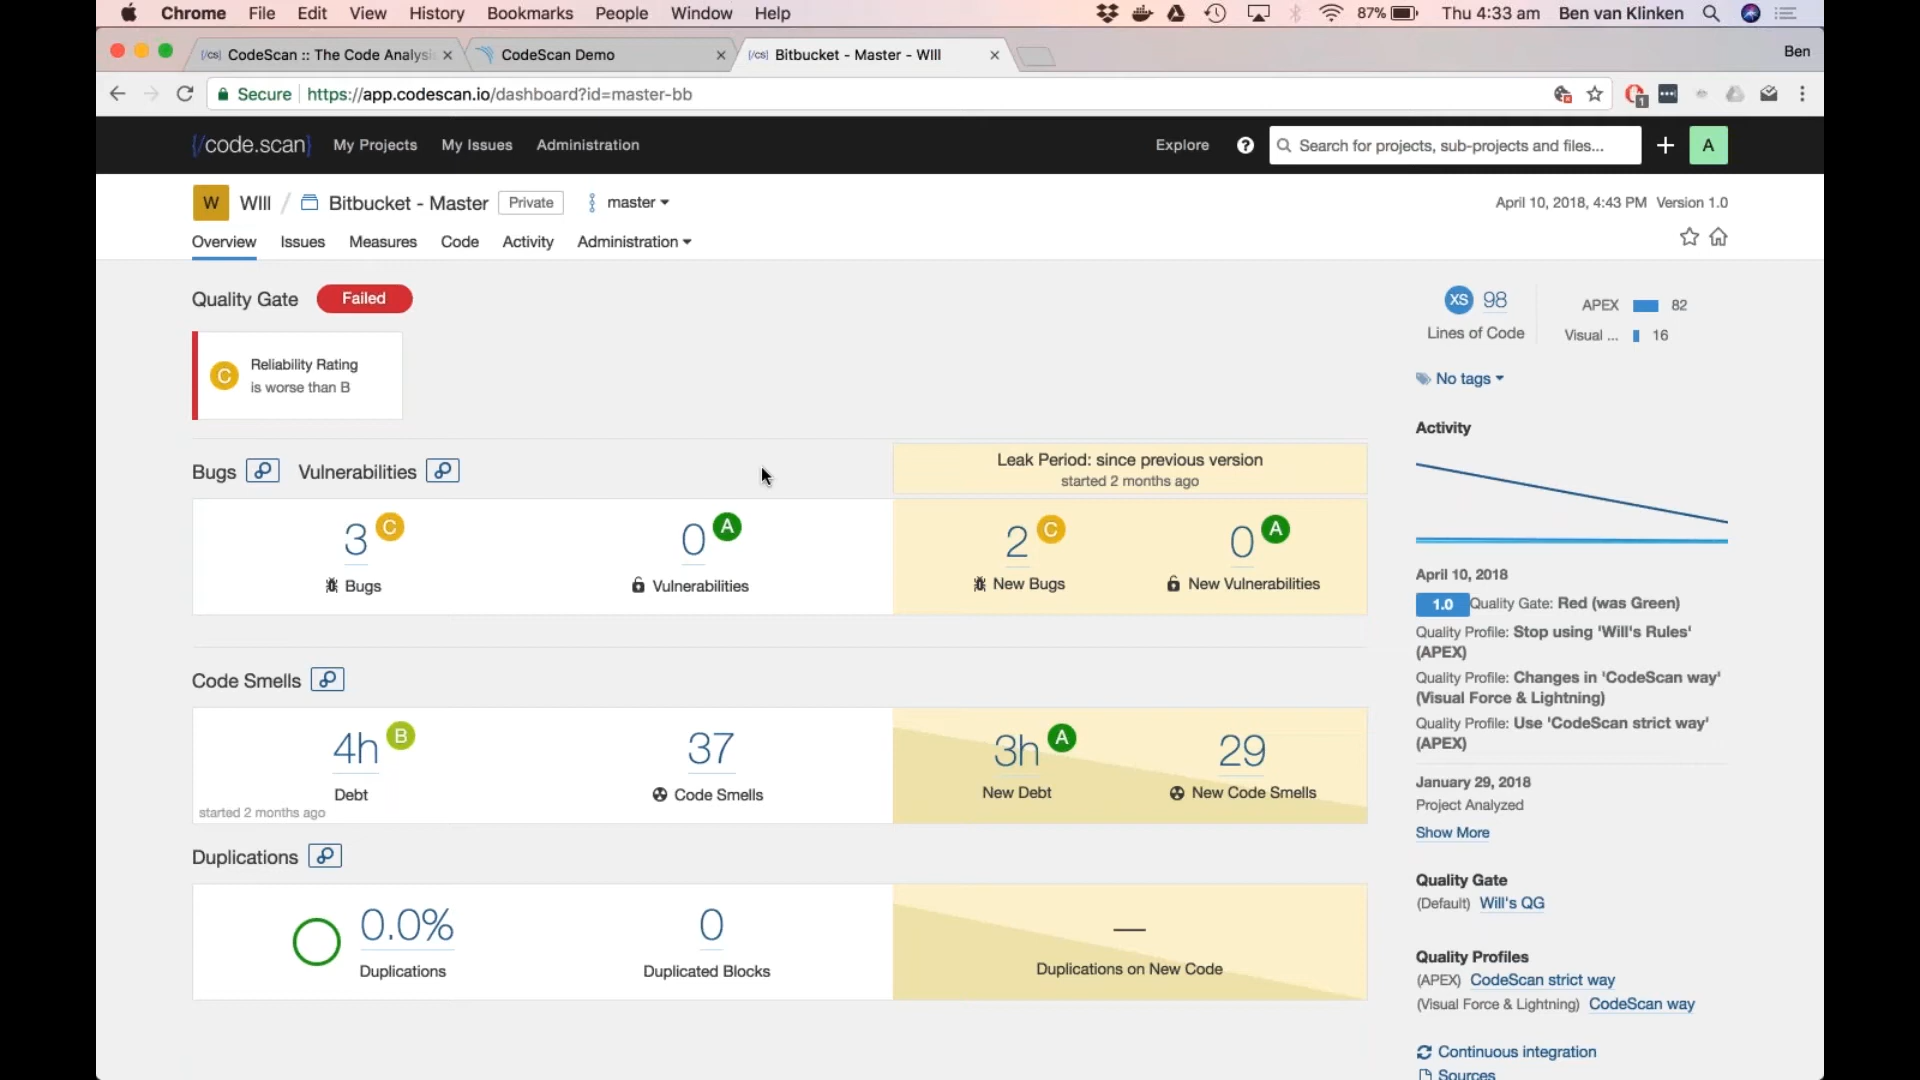 Chrome File Edit View History Bookmarks People Window Help 87% Thu 4:33 am Ben van Klinken
CodeScan :: The Code Analysis CodeScan Demo Bitbucket - Master - WIll Ben
Secure https://app.codescan.io/dashboard?id=master-bb
{/code.scan} My Projects My Issues Administration Explore ? Search for projects, sub-projects and files... A
W WIll / Bitbucket - Master Private master April 10, 2018, 4:43 PM Version 1.0
Overview Issues Measures Code Activity Administration
Quality Gate Failed
C Reliability Rating
is worse than B
Bugs Vulnerabilities
Leak Period: since previous version
started 2 months ago
3 C 0 A 2 C 0 A
Bugs Vulnerabilities New Bugs New Vulnerabilities
Code Smells
4h B 37 3h A 29
Debt Code Smells New Debt New Code Smells
started 2 months ago
Duplications
0.0% 0 —
Duplications Duplicated Blocks Duplications on New Code
XS 98
Lines of Code
APEX 82
Visual ... 16
No tags
Activity
April 10, 2018
1.0 Quality Gate: Red (was Green)
Quality Profile: Stop using 'Will's Rules'
(APEX)
Quality Profile: Changes in 'CodeScan way'
(Visual Force & Lightning)
Quality Profile: Use 'CodeScan strict way'
(APEX)
January 29, 2018
Project Analyzed
Show More
Quality Gate
(Default) Will's QG
Quality Profiles
(APEX) CodeScan strict way
(Visual Force & Lightning) CodeScan way
Continuous integration
Sources